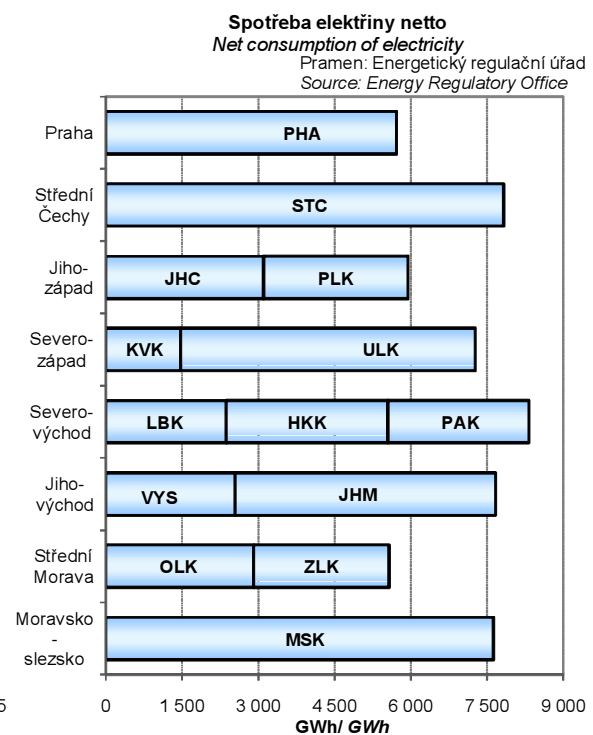 Spotřeba elektřiny netto
Net consumption of electricity
Pramen: Energetický regulační úřad
Source: Energy Regulatory Office
Praha
PHA
Střední
Čechy
STC
Jiho-
západ
JHC PLK
Severo-
západ
KVK ULK
Severo-
východ
LBK HKK PAK
Jiho-
východ
VYS JHM
Střední
Morava
OLK ZLK
Moravsko
-
slezsko
MSK
5 0 1 500 3 000 4 500 6 000 7 500 9 000
GWh/ GWh